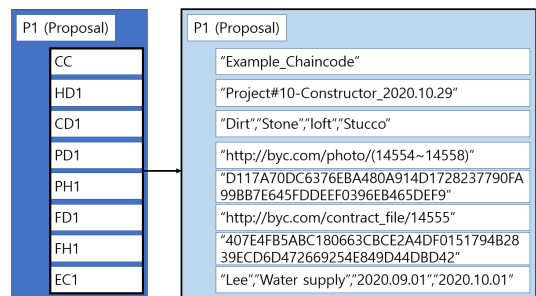 P1 (Proposal)
CC
HD1
CD1
PD1
PH1
FD1
FH1
EC1
P1 (Proposal)
"Example_Chaincode"
"Project#10-Constructor_2020.10.29"
"Dirt","Stone","loft","Stucco"
"http://byc.com/photo/(14554~14558)"
"D117A70DC6376EBA480A914D1728237790FA
99BB7E645FDDEEF0396EB465DEF9"
"http://byc.com/contract_file/14555"
"407E4FB5ABC180663CBCE2A4DF0151794B28
39ECD6D472669254E849D44DBD42"
"Lee","Water supply","2020.09.01","2020.10.01"